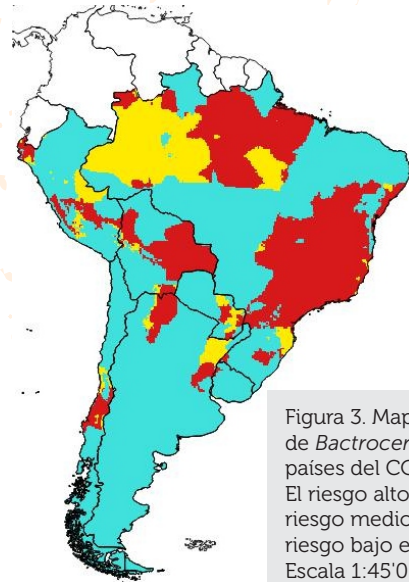 Figura 3. Map
de Bactrocer
países del CO
El riesgo alto
riesgo medio
riesgo bajo e
Escala 1:45'0